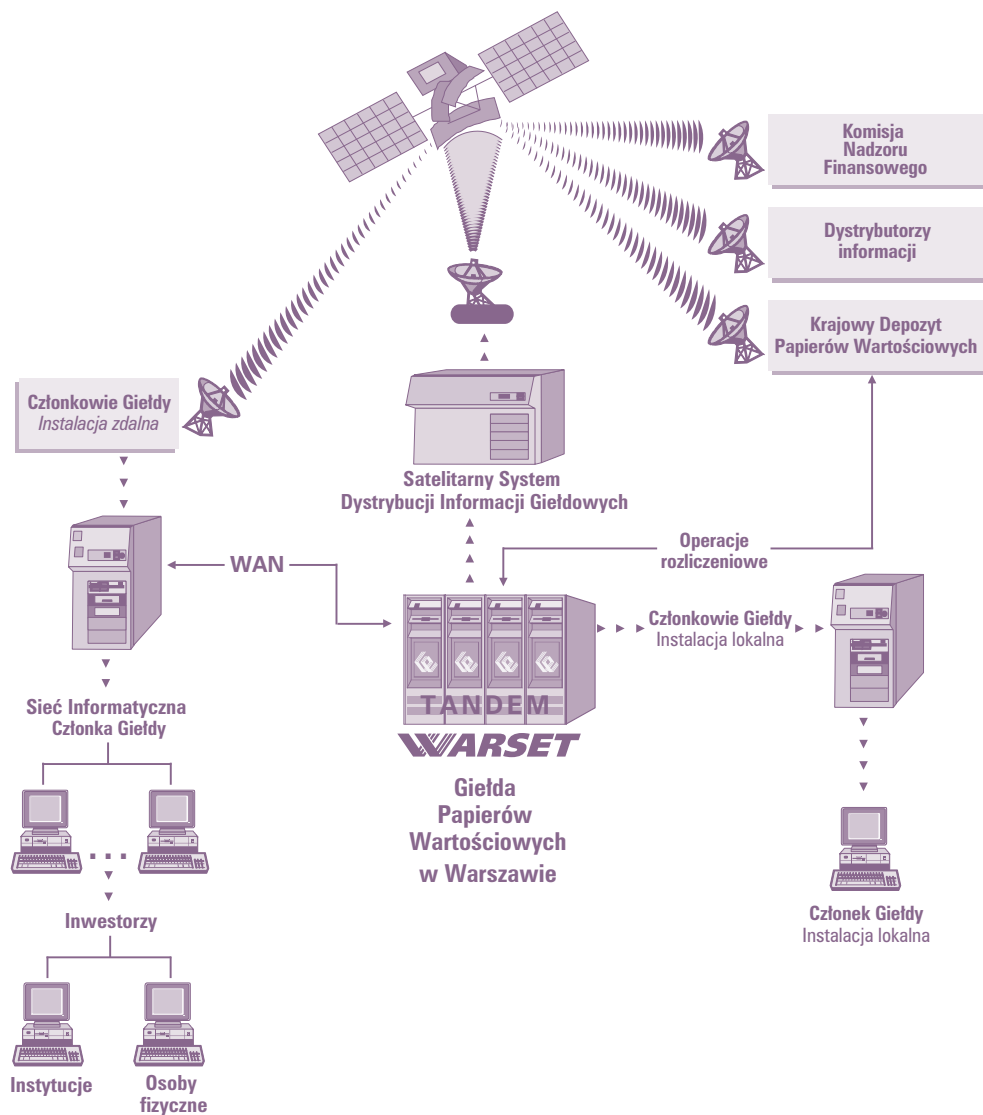 Komisja
Nadzoru
Finansowego
Dystrybutorzy
informacji
Krajowy Depozyt
Papierów Wartościowych
Członkowie Giełdy
Instalacja zdalna
Satelitarny System
Dystrybucji Informacji Giełdowych
WAN
Operacje
rozliczeniowe
Członkowie Giełdy
Instalacja lokalna
TANDEM
WARSET
Giełda
Papierów
Wartościowych
w Warszawie
Sieć Informatyczna
Członka Giełdy
Inwestorzy
Członek Giełdy
Instalacja lokalna
Instytucje
Osoby
fizyczne